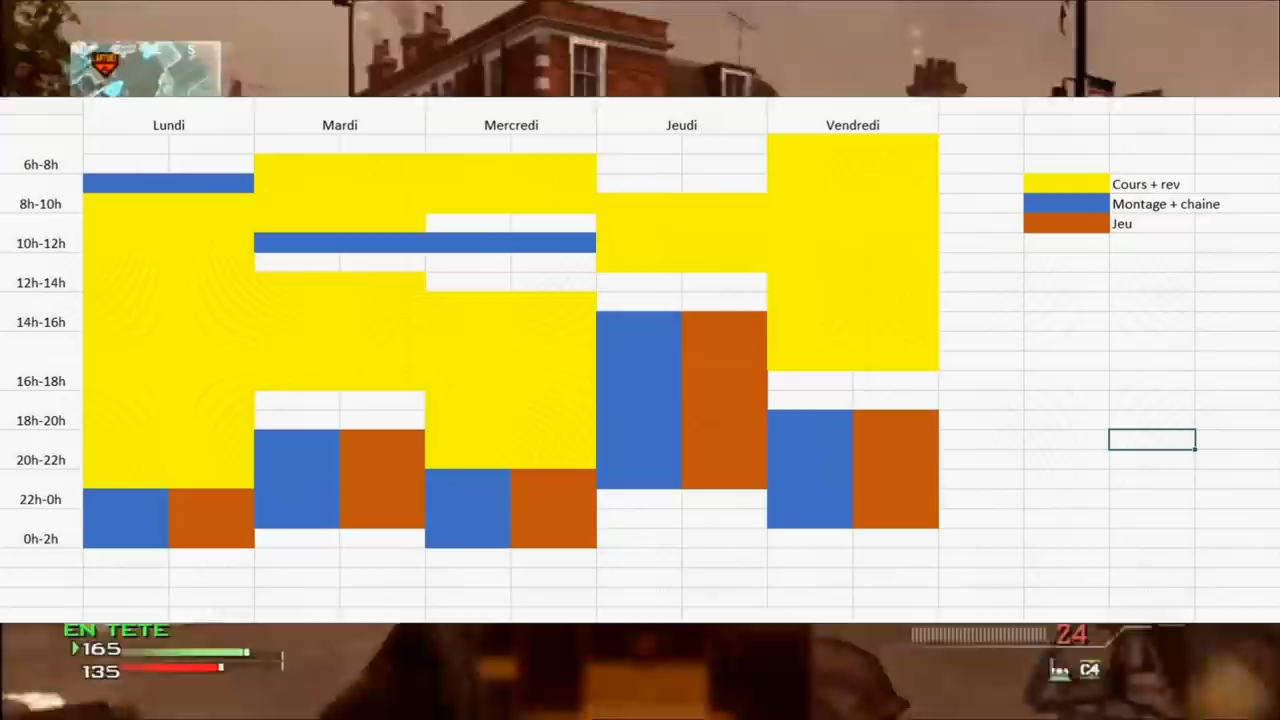 S
Lundi Mardi Mercredi Jeudi Vendredi
6h-8h
8h-10h
10h-12h
12h-14h
14h-16h
16h-18h
18h-20h
20h-22h
22h-0h
0h-2h
Cours + rev
Montage + chaine
Jeu
EN TETE
165
135
24
C4